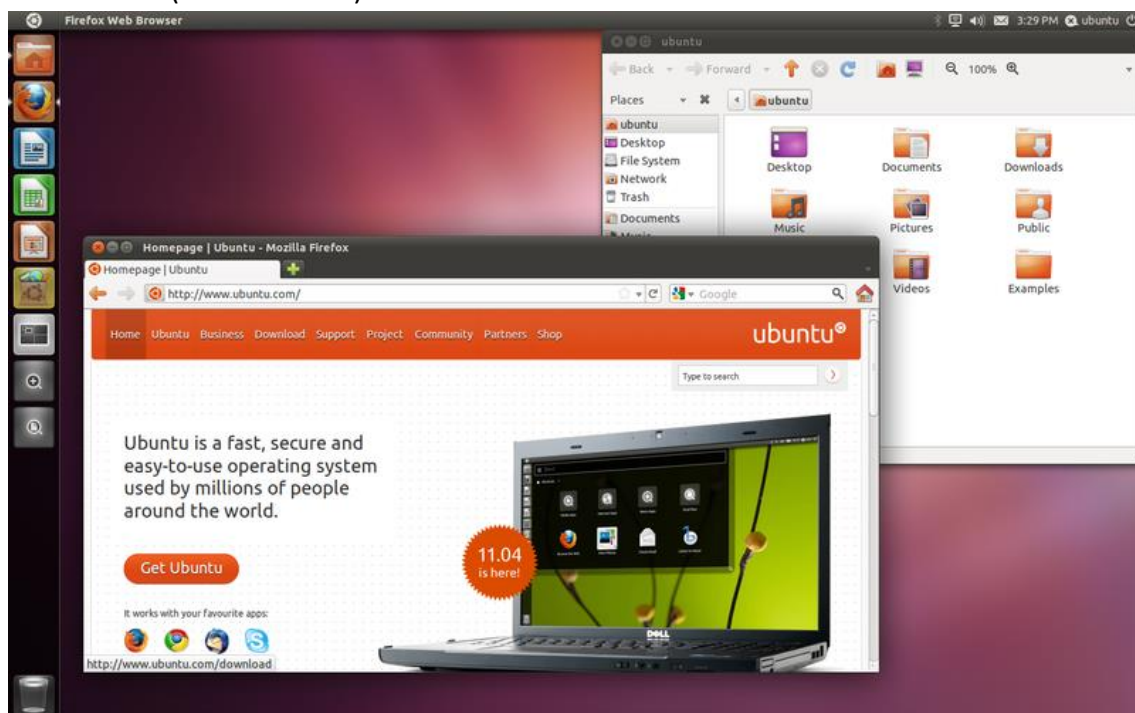 Firefox Web Browser
3:29 PM ubuntu
ubuntu
Back Forward 100%
Places ubuntu
ubuntu
Desktop
File System
Network
Trash
Documents
Desktop Documents Downloads
Music Pictures Public
Videos Examples
Homepage | Ubuntu - Mozilla Firefox
Homepage | Ubuntu
http://www.ubuntu.com/ Google
Home Ubuntu Business Download Support Project Community Partners Shop
ubuntu
Type to search
Ubuntu is a fast, secure and
easy-to-use operating system
used by millions of people
around the world.
11.04
is here!
Get Ubuntu
It works with your favourite apps:
DELL
http://www.ubuntu.com/download